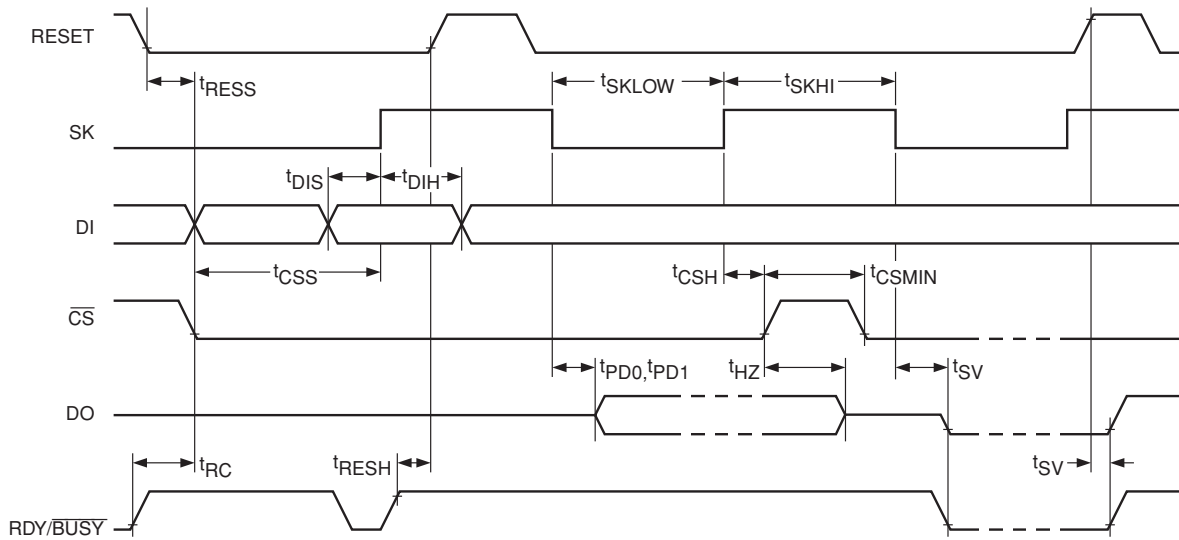 RESET
tRESS
tSKLOW
tSKHI
SK
tDIS
tDIH
DI
tCSS
tCSH
tCSMIN
CS
tPD0,tPD1
tHZ
tSV
DO
tRC
tRESH
tSV
RDY/BUSY